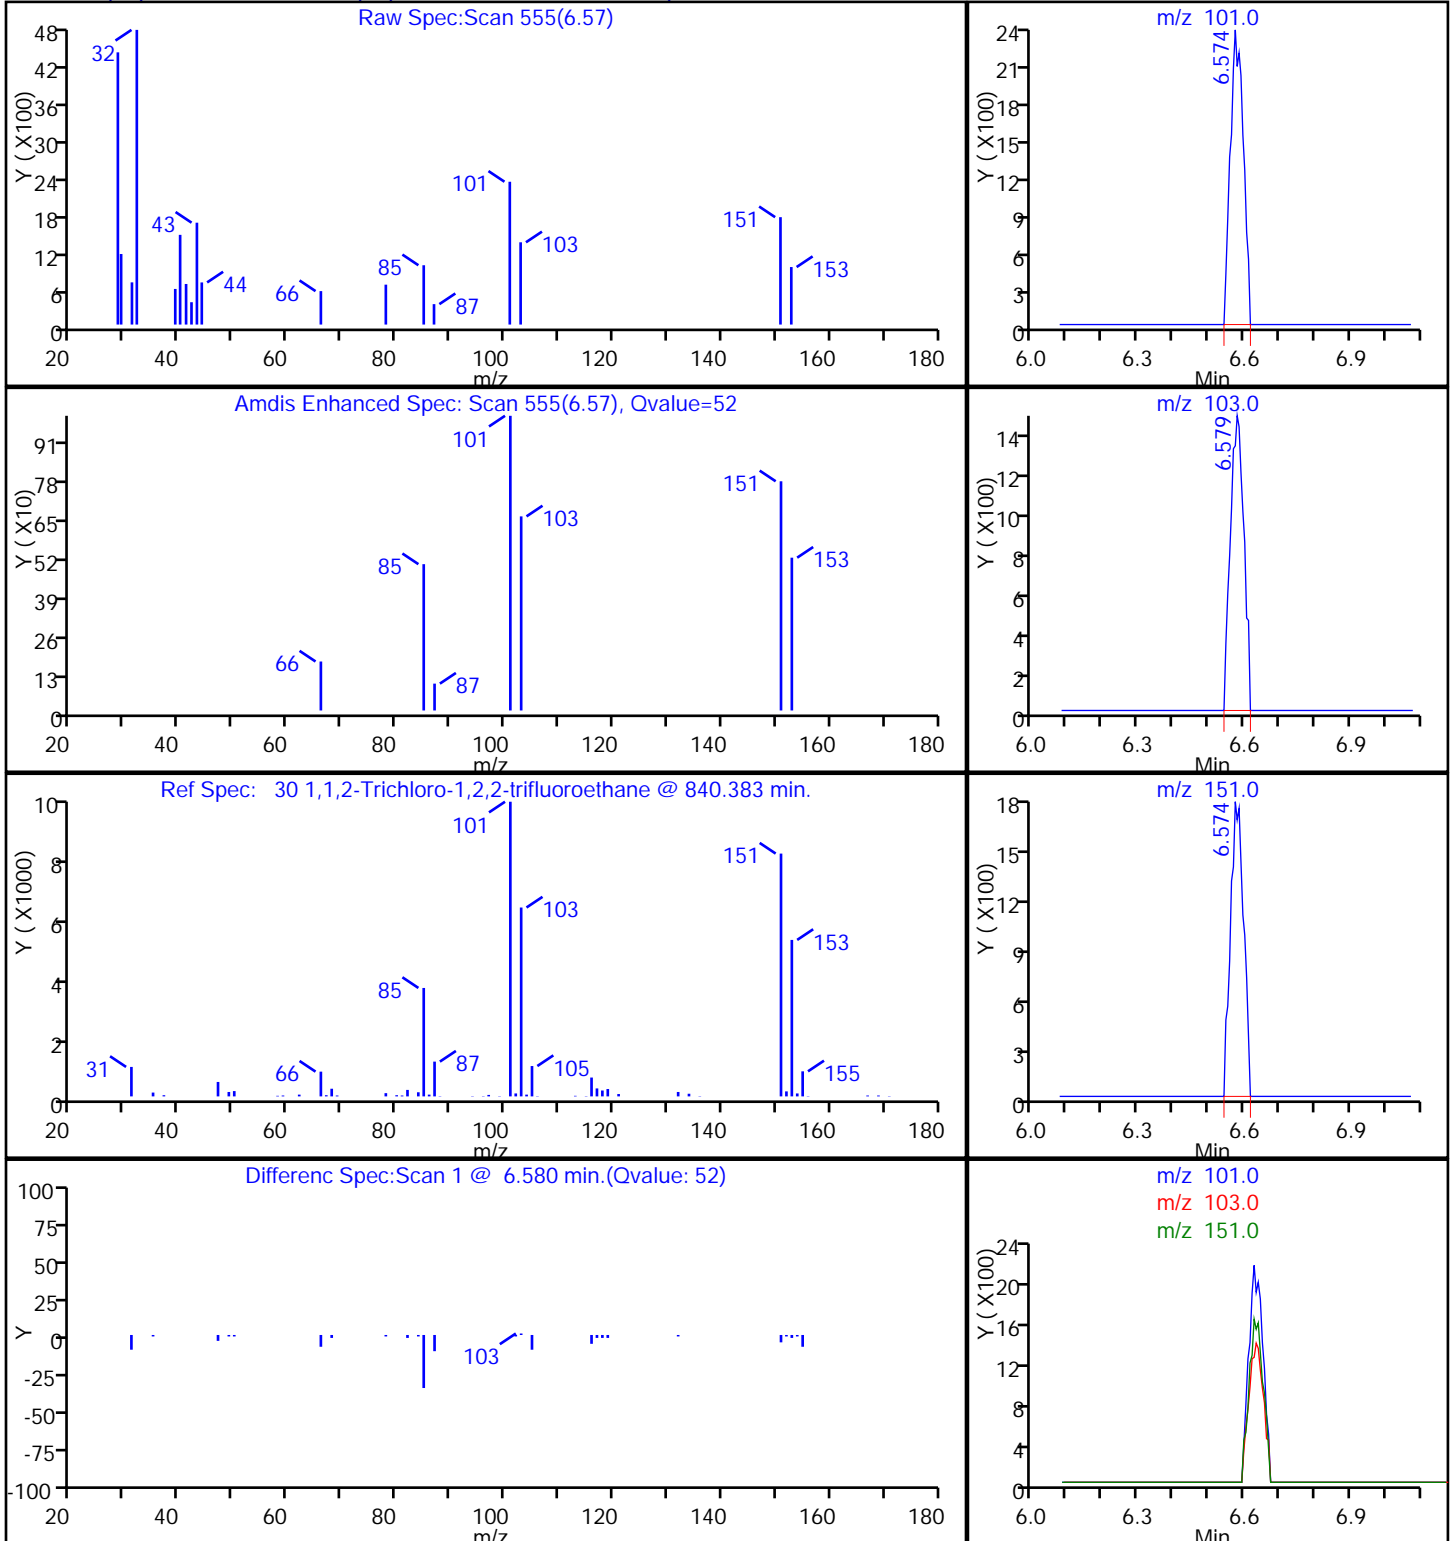 Raw Spec:Scan 555(6.57)
Y ( X100)
48
42
36
30
24
18
12
6
0
32
43
44
66
85
87
101
103
151
153
20 40 60 80 100 120 140 160 180
m/z
m/z 101.0
Y ( X100)
24
21
18
15
12
9
6
3
0
6.574
6.0 6.3 6.6 6.9
Min
Amdis Enhanced Spec: Scan 555(6.57), Qvalue=52
Y ( X10)
91
78
65
52
39
26
13
0
66
85
87
101
103
151
153
20 40 60 80 100 120 140 160 180
m/z
m/z 103.0
Y ( X100)
14
12
10
8
6
4
2
0
6.579
6.0 6.3 6.6 6.9
Min
Ref Spec: 30 1,1,2-Trichloro-1,2,2-trifluoroethane @ 840.383 min.
Y ( X1000)
10
8
6
4
2
0
31
66
85
87
101
103
105
151
153
155
20 40 60 80 100 120 140 160 180
m/z
m/z 151.0
Y ( X100)
18
15
12
9
6
3
0
6.574
6.0 6.3 6.6 6.9
Min
Differenc Spec:Scan 1 @ 6.580 min.(Qvalue: 52)
Y
100
75
50
25
0
-25
-50
-75
-100
103
20 40 60 80 100 120 140 160 180
m/z
m/z 101.0
m/z 103.0
m/z 151.0
Y ( X100)
24
20
16
12
8
4
0
6.0 6.3 6.6 6.9
Min